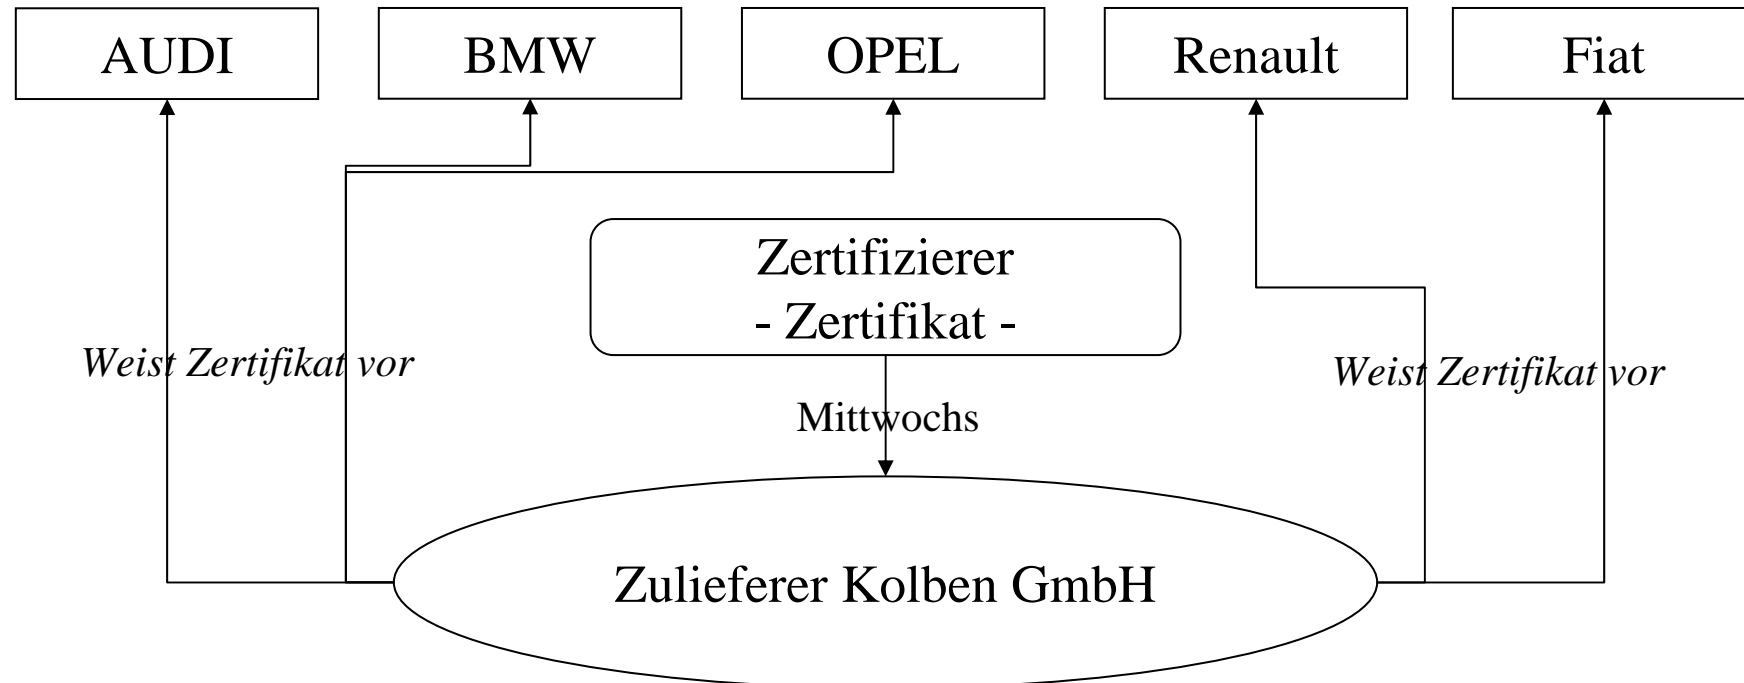 AUDI
BMW
OPEL
Renault
Fiat
Zertifizierer
- Zertifikat -
Weist Zertifikat vor
Weist Zertifikat vor
Mittwochs
Zulieferer Kolben GmbH